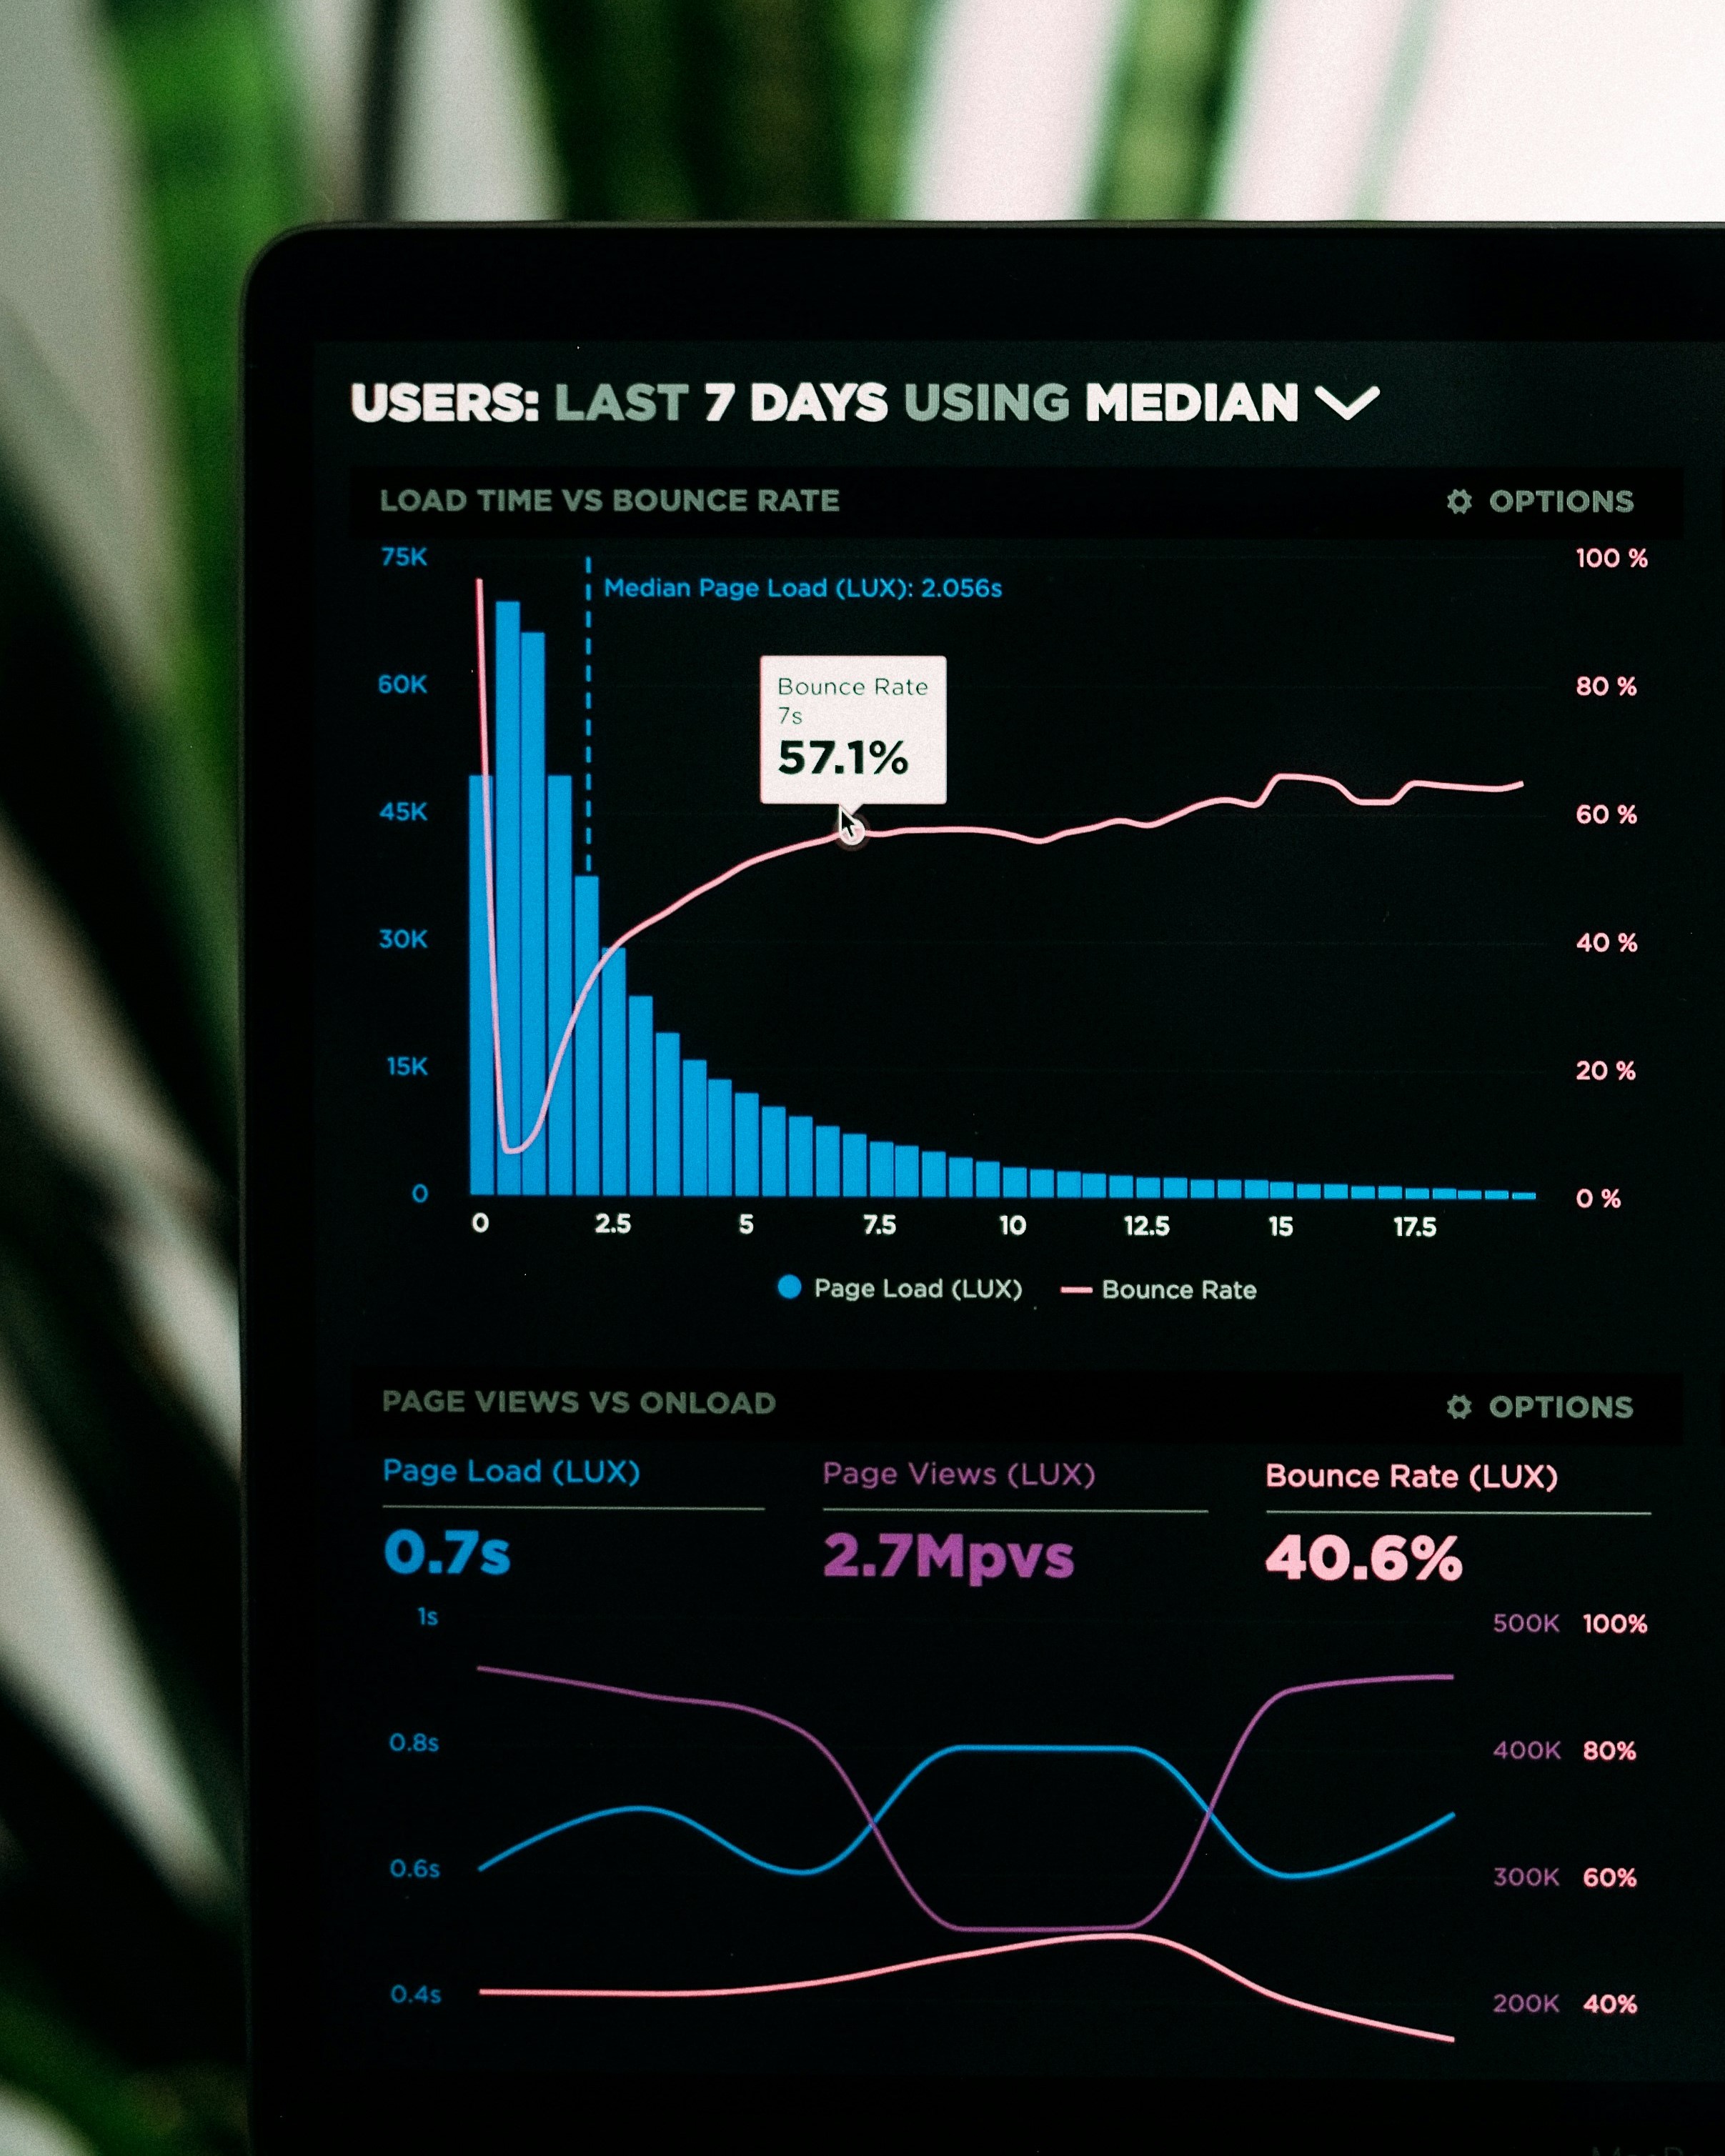 USERS: LAST 7 DAYS USING MEDIAN
LOAD TIME VS BOUNCE RATE
OPTIONS
75K
100 %
Median Page Load (LUX): 2.056s
60K
80 %
Bounce Rate
7s
57.1%
45K
60 %
30K
40 %
15K
20 %
0
0 %
0 2.5 5 7.5 10 12.5 15 17.5
Page Load (LUX) Bounce Rate
PAGE VIEWS VS ONLOAD
OPTIONS
Page Load (LUX) Page Views (LUX) Bounce Rate (LUX)
0.7s 2.7Mpvs 40.6%
1s
500K 100%
0.8s
400K 80%
0.6s
300K 60%
0.4s
200K 40%